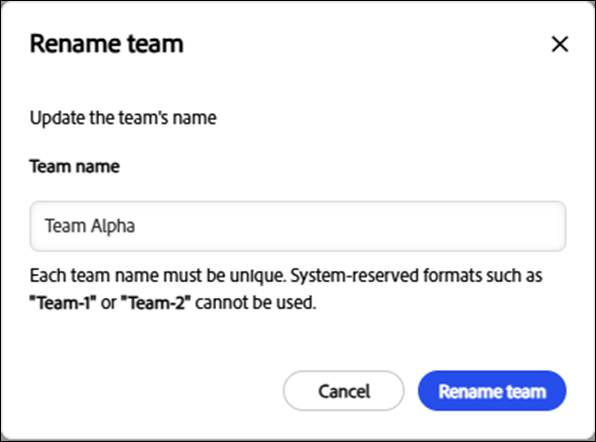 Rename team
Update the team's name
Team name
Team Alpha
Each team name must be unique. System-reserved formats such as
"Team-1" or "Team-2" cannot be used.
Cancel
Rename team